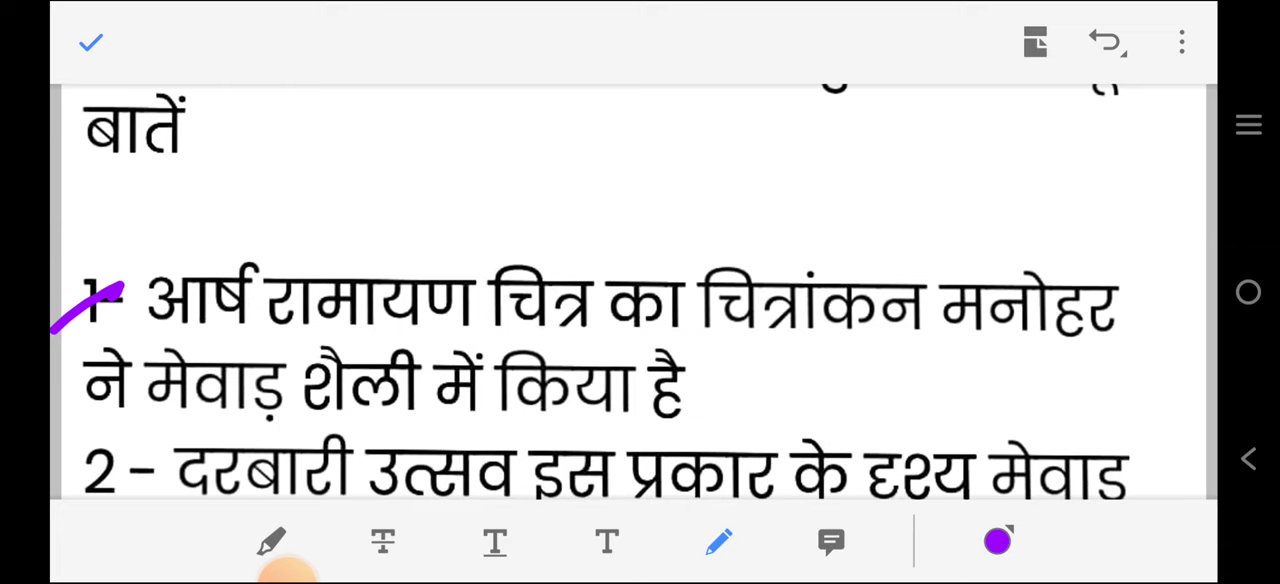 बातें
1- आर्ष रामायण चित्र का चित्रांकन मनोहर
ने मेवाड़ शैली में किया है
2 - दरबारी उत्सव इस प्रकार के दृश्य मेवाड़